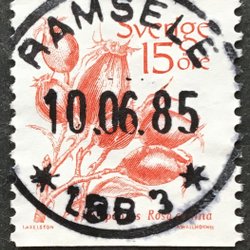 RAMSELE
Sverige
15 öre
10.06.85
* LBB 3 *
Rosa canina